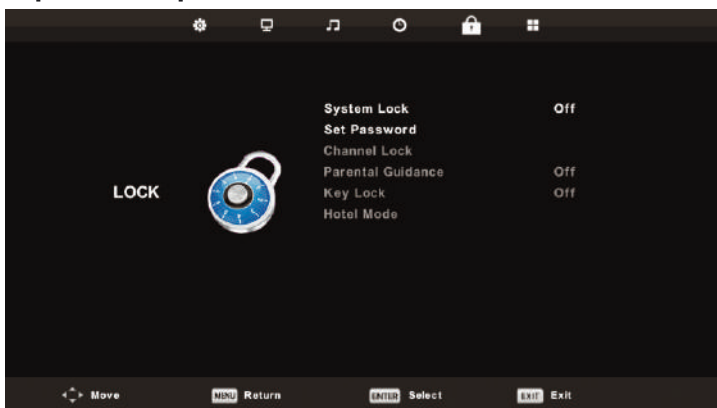 System Lock Off
Set Password
Channel Lock
Parental Guidance Off
LOCK
Key Lock Off
Hotel Mode
Move MENU Return ENTER Select EXIT Exit